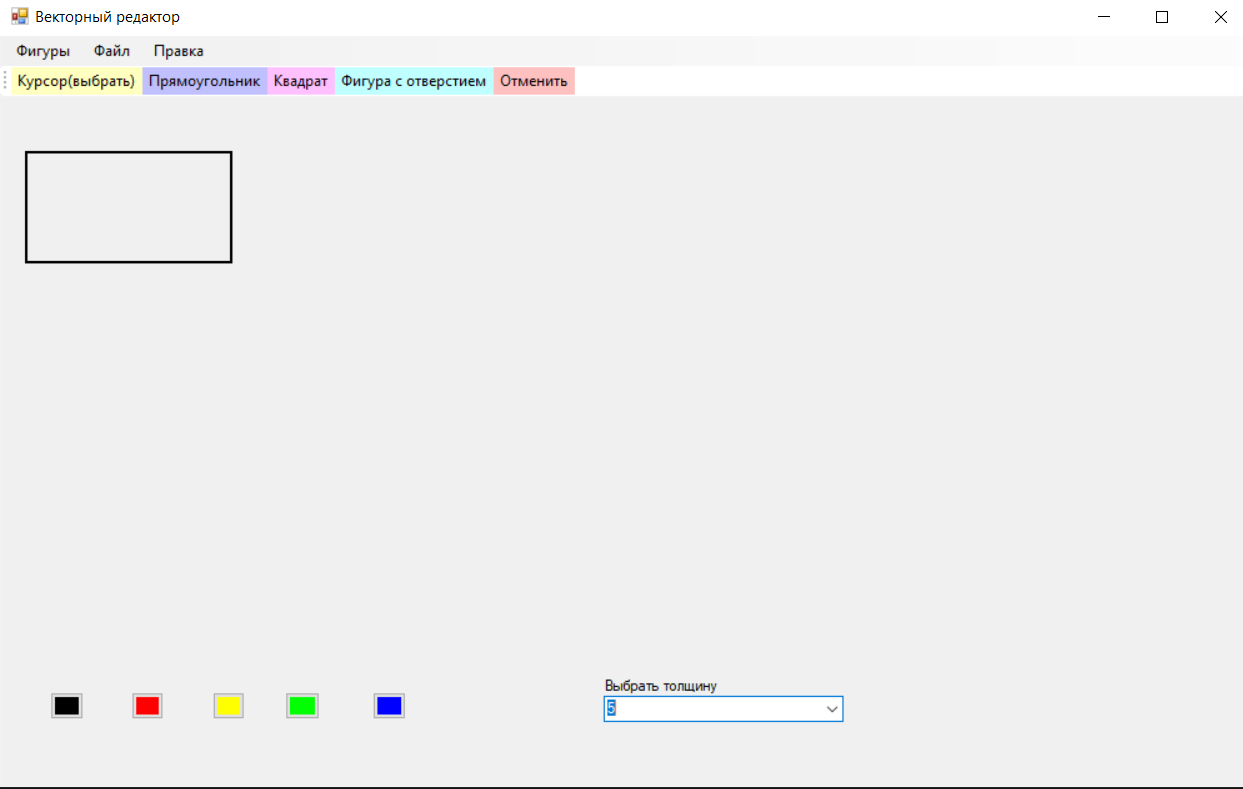 Векторный редактор
Фигуры Файл Правка
Курсор(выбрать) Прямоугольник Квадрат Фигура с отверстием Отменить
Выбрать толщину
5